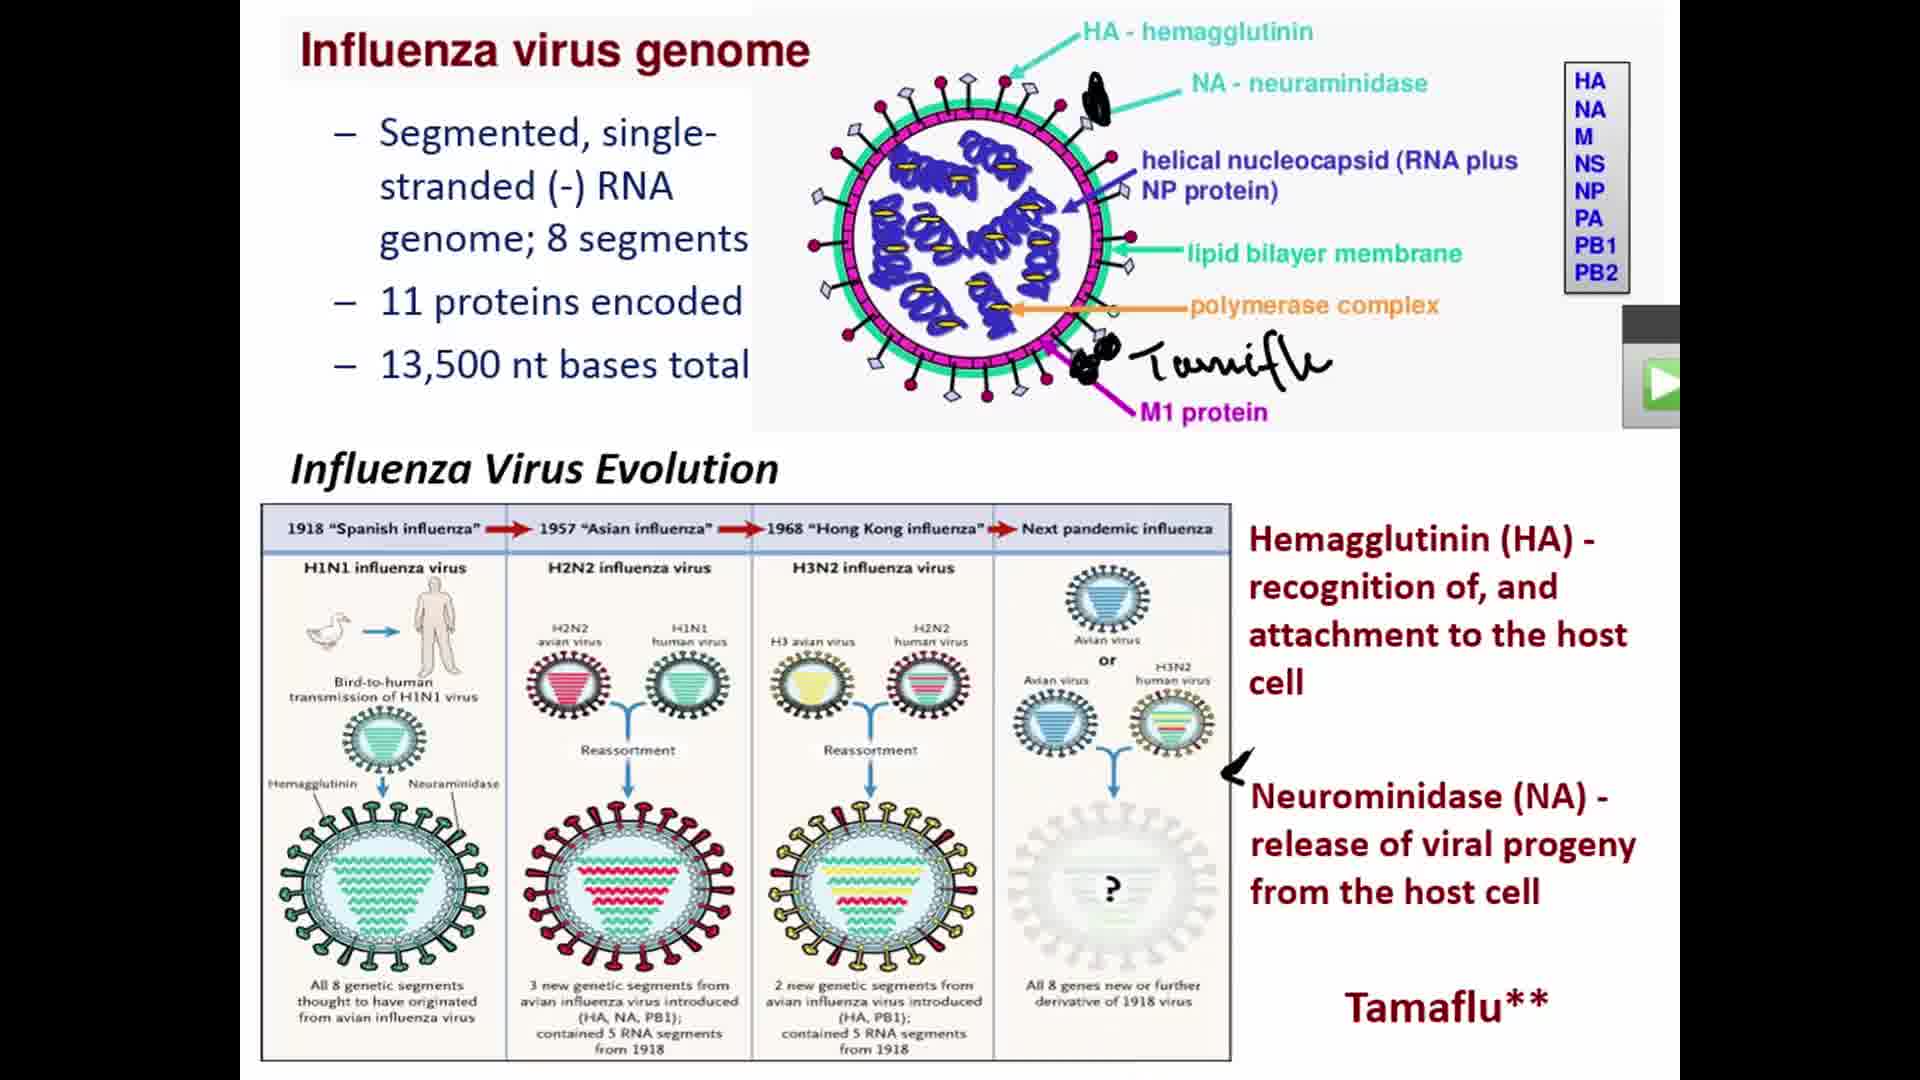 Influenza virus genome
– Segmented, single-
stranded (-) RNA
genome; 8 segments
– 11 proteins encoded
– 13,500 nt bases total
HA - hemagglutinin
NA - neuraminidase
helical nucleocapsid (RNA plus
NP protein)
lipid bilayer membrane
polymerase complex
Tamiflu
M1 protein
HA
NA
M
NS
NP
PA
PB1
PB2
Influenza Virus Evolution
1918 “Spanish influenza”
H1N1 influenza virus
Bird-to-human
transmission of H1N1 virus
Hemagglutinin
Neuraminidase
All 8 genetic segments
thought to have originated
from avian influenza virus
1957 “Asian influenza”
H2N2 influenza virus
H2N2
avian virus
H1N1
human virus
Reassortment
3 new genetic segments from
avian influenza virus introduced
(HA, NA, PB1);
contained 5 RNA segments
from 1918
1968 “Hong Kong influenza”
H3N2 influenza virus
H3 avian virus
H2N2
human virus
Reassortment
2 new genetic segments from
avian influenza virus introduced
(HA, PB1);
contained 5 RNA segments
from 1918
Next pandemic influenza
Avian virus
or
Avian virus
H3N2
human virus
?
All 8 genes new or further
derivative of 1918 virus
Hemagglutinin (HA) -
recognition of, and
attachment to the host
cell
Neurominidase (NA) -
release of viral progeny
from the host cell
Tamaflu**